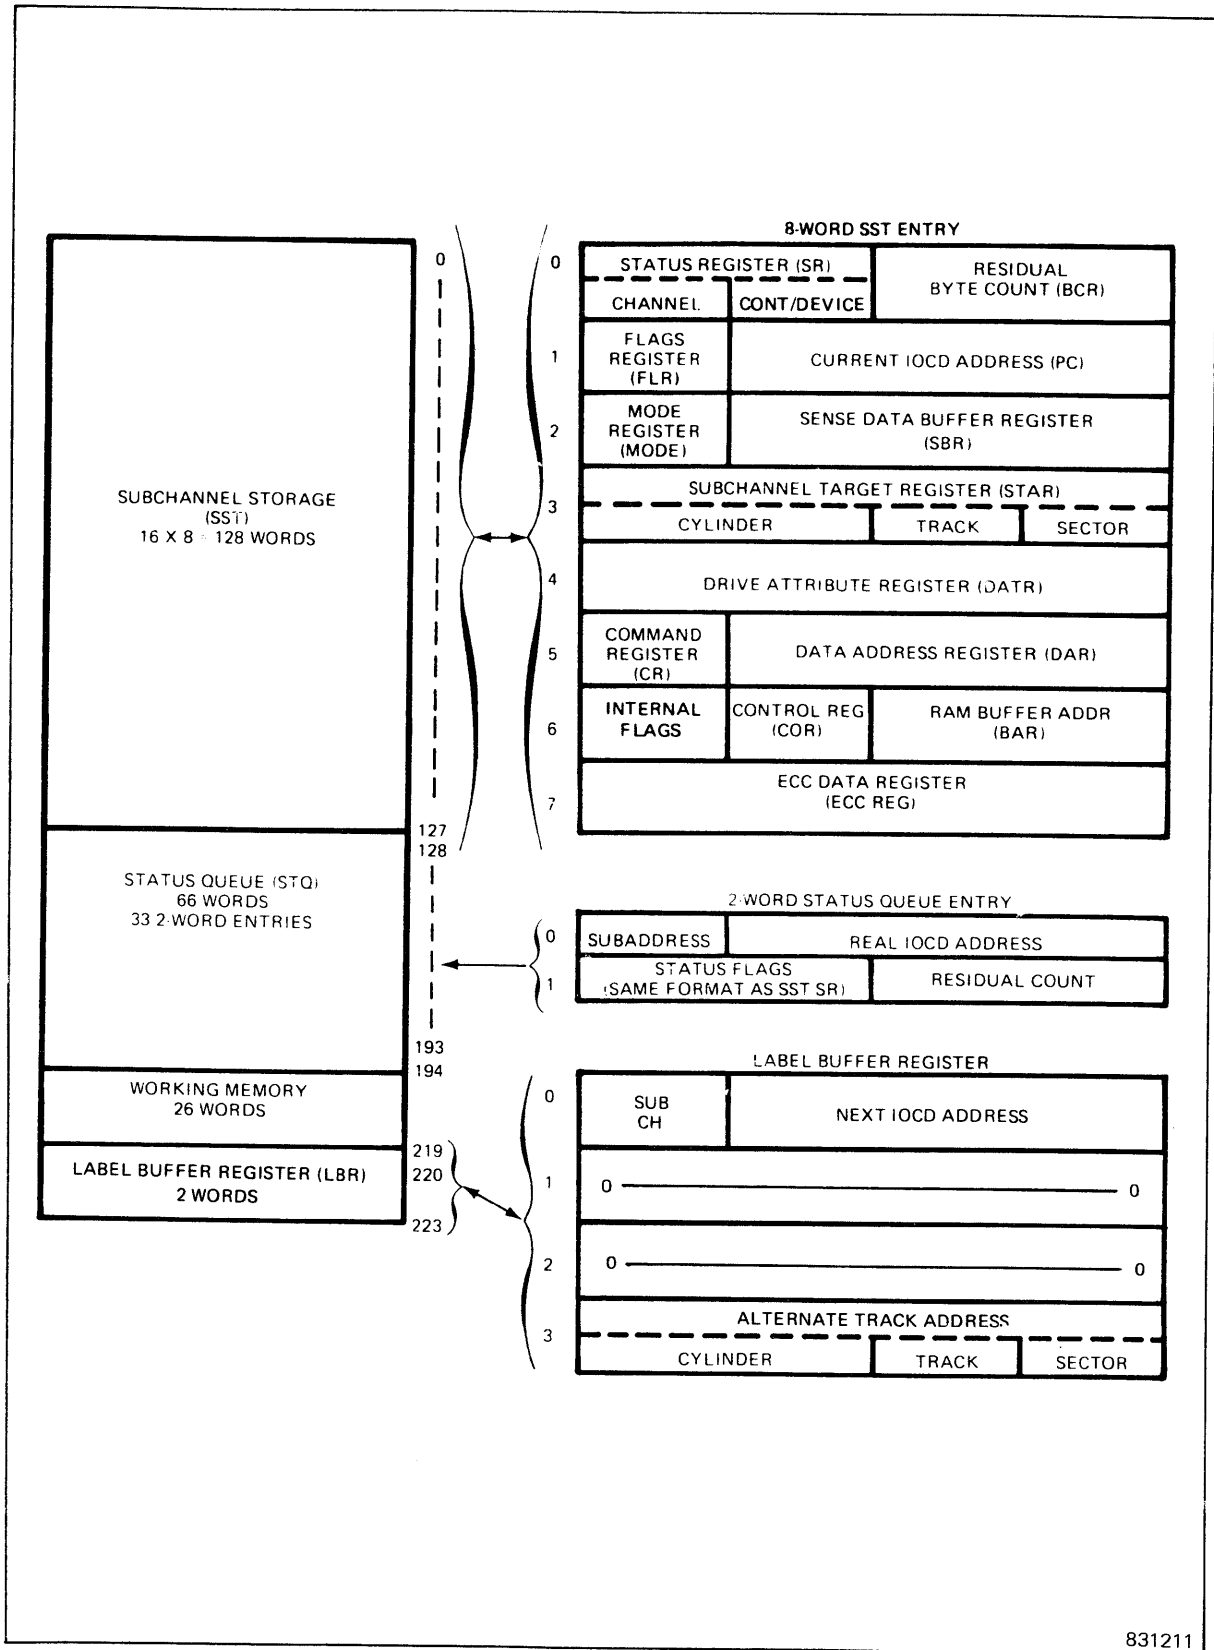 SUBCHANNEL STORAGE
(SST)
16 X 8 = 128 WORDS
STATUS QUEUE (STQ)
66 WORDS
33 2-WORD ENTRIES
WORKING MEMORY
26 WORDS
LABEL BUFFER REGISTER (LBR)
2 WORDS
0
127
128
193
194
219
220
223
8-WORD SST ENTRY
0
STATUS REGISTER (SR)
CHANNEL
CONT/DEVICE
RESIDUAL
BYTE COUNT (BCR)
1
FLAGS
REGISTER
(FLR)
CURRENT IOCD ADDRESS (PC)
2
MODE
REGISTER
(MODE)
SENSE DATA BUFFER REGISTER
(SBR)
3
SUBCHANNEL TARGET REGISTER (STAR)
CYLINDER
TRACK
SECTOR
4
DRIVE ATTRIBUTE REGISTER (DATR)
5
COMMAND
REGISTER
(CR)
DATA ADDRESS REGISTER (DAR)
6
INTERNAL
FLAGS
CONTROL REG
(COR)
RAM BUFFER ADDR
(BAR)
7
ECC DATA REGISTER
(ECC REG)
2-WORD STATUS QUEUE ENTRY
0
SUBADDRESS
REAL IOCD ADDRESS
1
STATUS FLAGS
(SAME FORMAT AS SST SR)
RESIDUAL COUNT
LABEL BUFFER REGISTER
0
SUB
CH
NEXT IOCD ADDRESS
1
0
0
2
0
0
3
ALTERNATE TRACK ADDRESS
CYLINDER
TRACK
SECTOR
831211